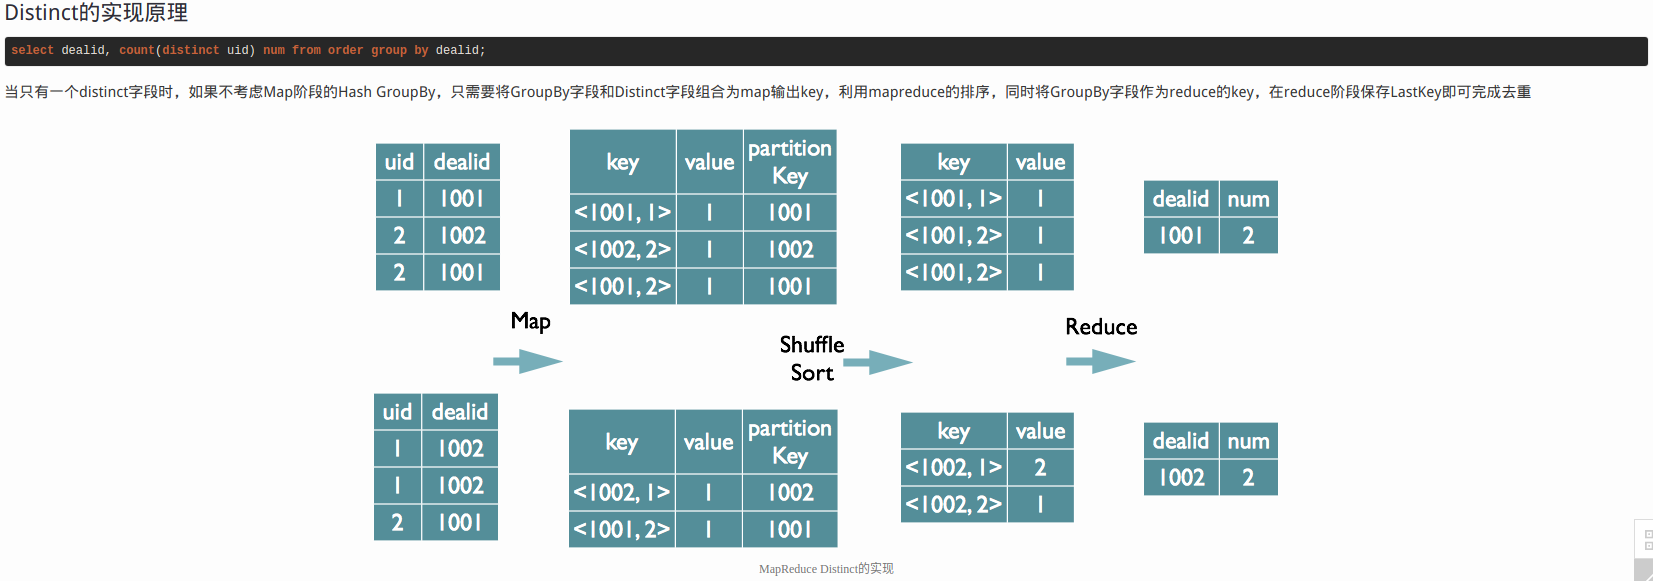 Distinct的实现原理
select dealid, count(distinct uid) num from order group by dealid;
当只有一个distinct字段时，如果不考虑Map阶段的Hash GroupBy，只需要将GroupBy字段和Distinct字段组合为map输出key，利用mapreduce的排序，同时将GroupBy字段作为reduce的key，在reduce阶段保存LastKey即可完成去重
uid dealid
1 1001
2 1002
2 1001
key value partition Key
<1001, 1> 1 1001
<1002, 2> 1 1002
<1001, 2> 1 1001
key value
<1001, 1> 1
<1001, 2> 1
<1001, 2> 1
dealid num
1001 2
Map
Shuffle
Sort
Reduce
uid dealid
1 1002
1 1002
2 1001
key value partition Key
<1002, 1> 1 1002
<1001, 2> 1 1001
key value
<1002, 1> 2
<1002, 2> 1
dealid num
1002 2
MapReduce Distinct的实现